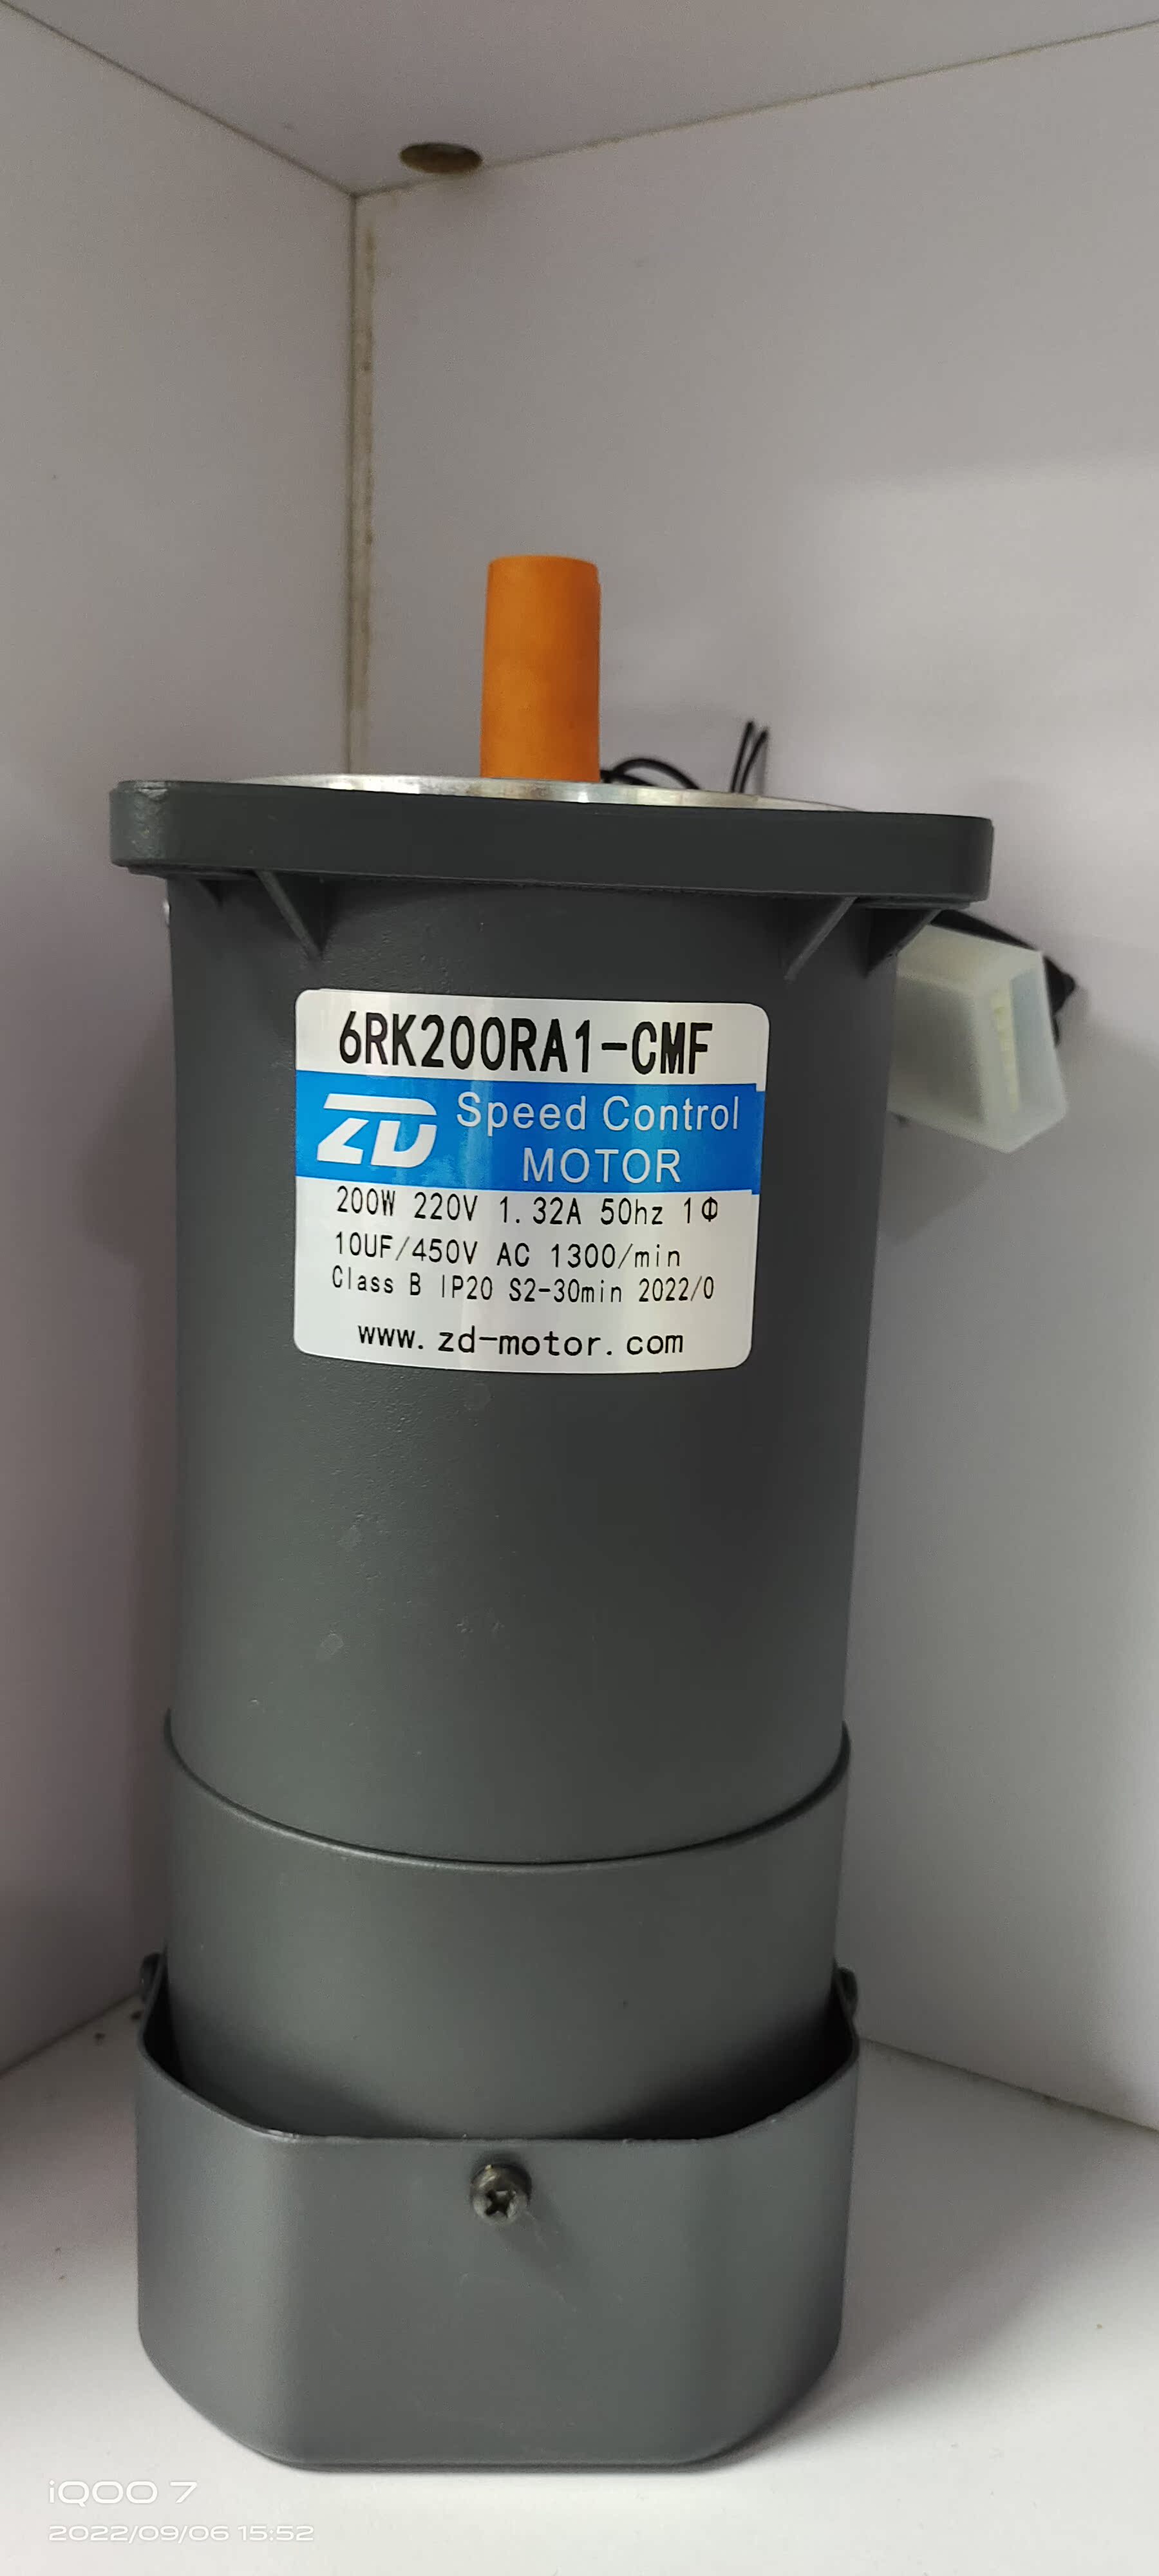 6RK200RA1-CMF
ZD Speed Control
MOTOR
200W 220V 1.32A 50hz 1Φ
10UF/450V AC 1300/min
Class B IP20 S2-30min 2022/0
www.zd-motor.com
iQOO 7
2022/09/06 15:52